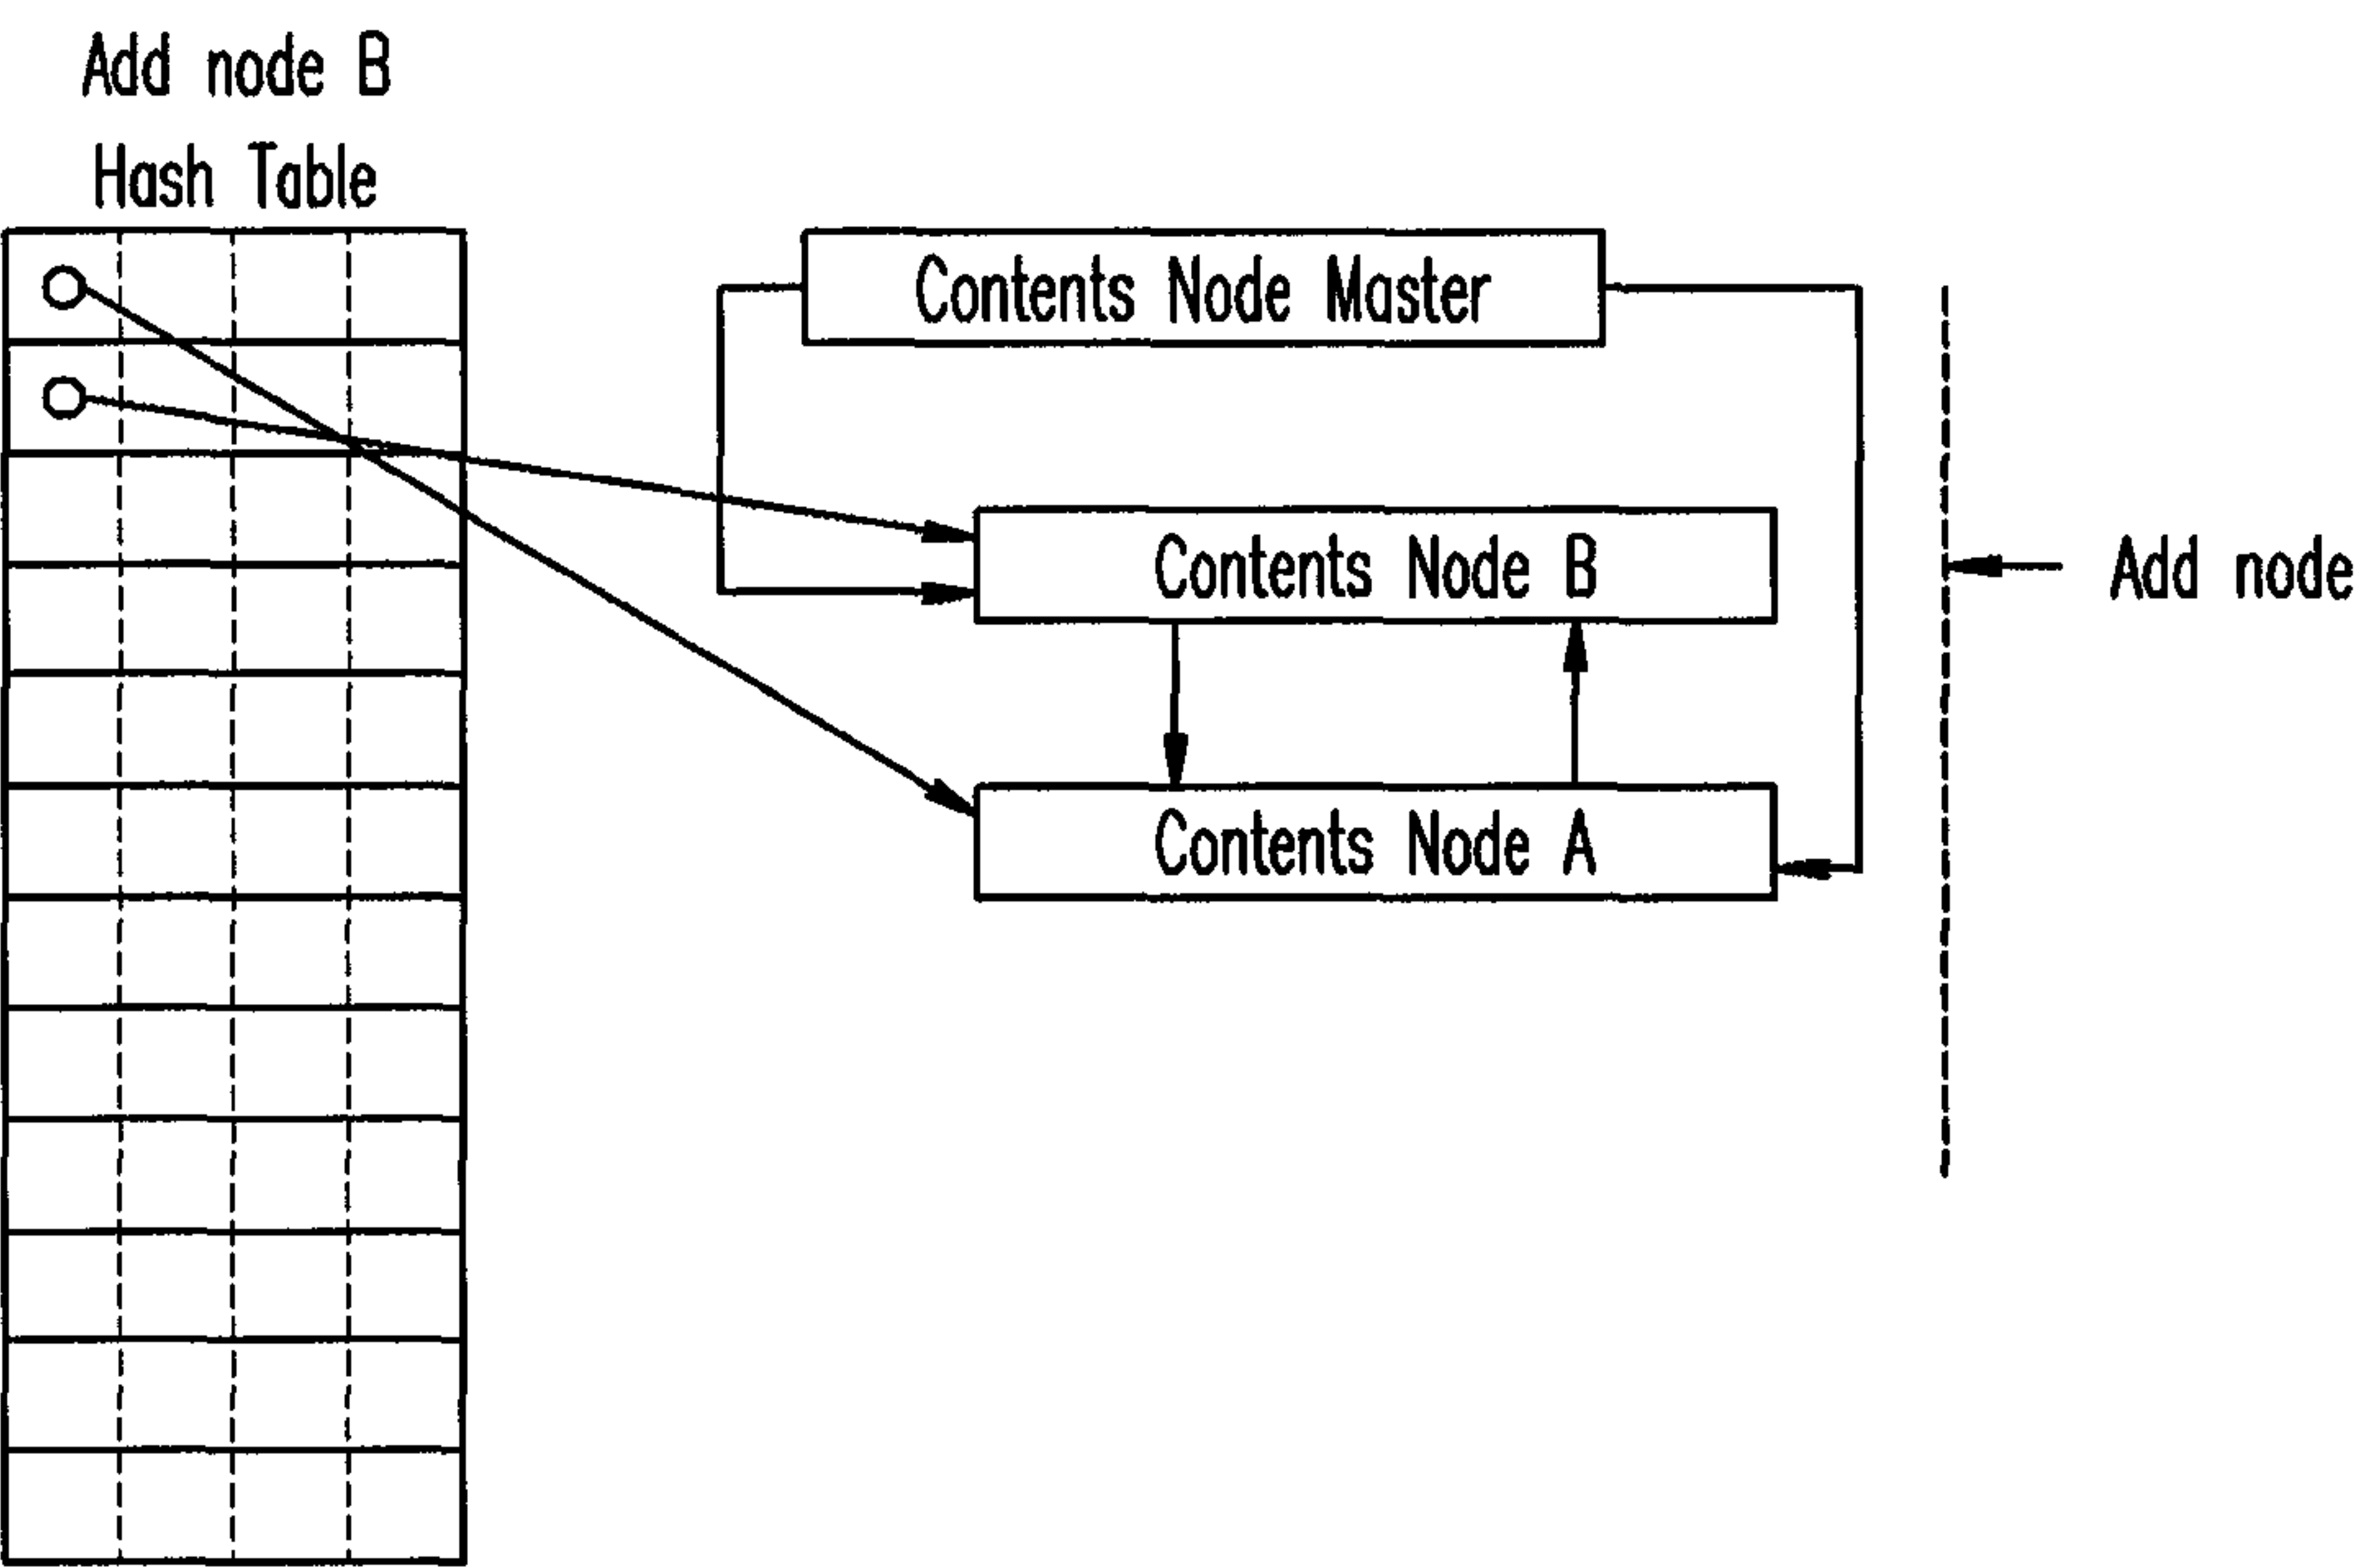 Add node B
Hash Table
Contents Node Master
Contents Node B
Add node
Contents Node A